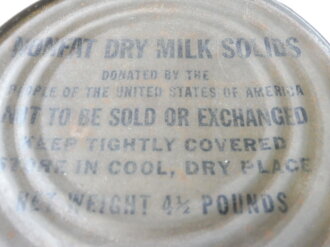 NONFAT DRY MILK SOLIDS
DONATED BY THE
PEOPLE OF THE UNITED STATES OF AMERICA
NOT TO BE SOLD OR EXCHANGED
KEEP TIGHTLY COVERED
STORE IN COOL, DRY PLACE
NET WEIGHT 4½ POUNDS